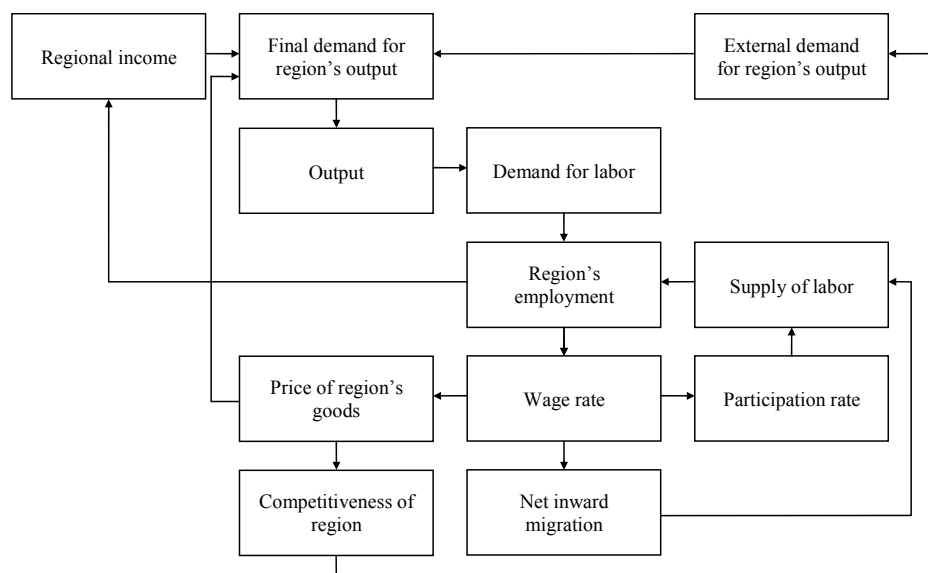 Regional income
Final demand for
region’s output
External demand
for region’s output
Output
Demand for labor
Region’s
employment
Supply of labor
Price of region’s
goods
Wage rate
Participation rate
Competitiveness of
region
Net inward
migration